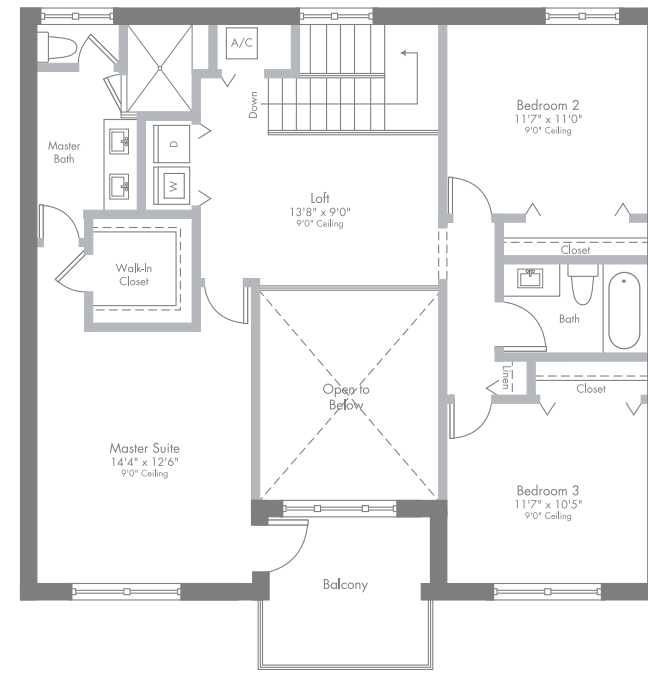 A/C
Down
Bedroom 2
11'7" x 11'0"
9'0" Ceiling
Master
Bath
D
W
Loft
13'8" x 9'0"
9'0" Ceiling
Closet
Walk-In
Closet
Bath
Linen
Closet
Open to
Below
Master Suite
14'4" x 12'6"
9'0" Ceiling
Bedroom 3
11'7" x 10'5"
9'0" Ceiling
Balcony